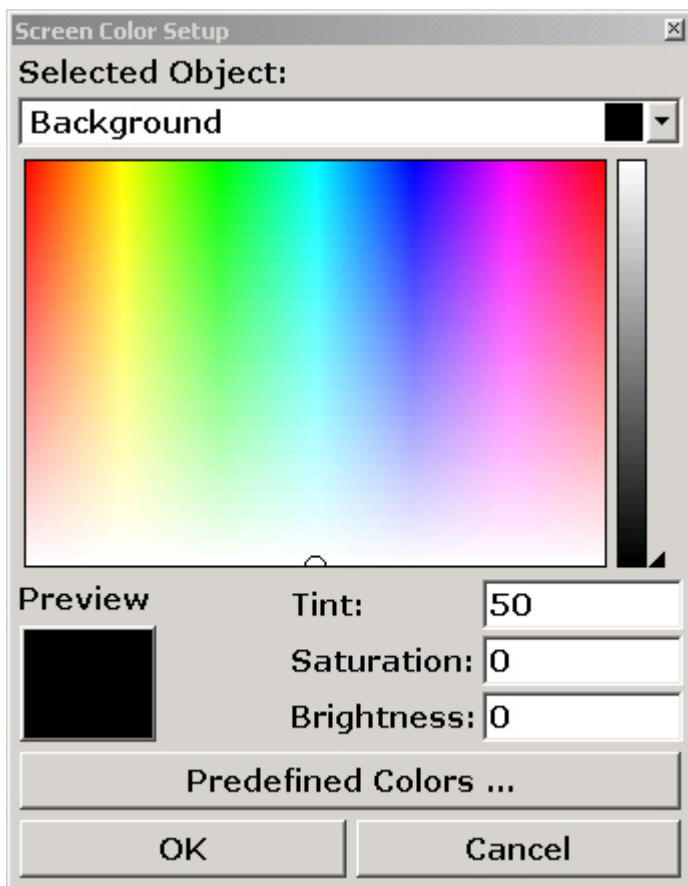 Screen Color Setup
Selected Object:
Background
Preview
Tint: 50
Saturation: 0
Brightness: 0
Predefined Colors ...
OK Cancel